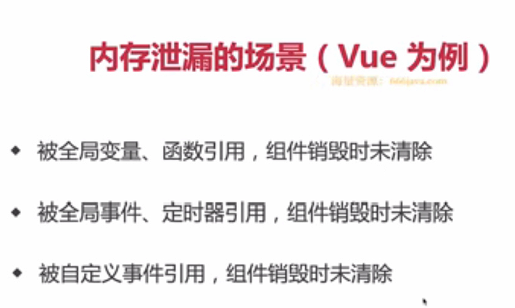 内存泄漏的场景（Vue 为例）
海量资源：666java.com
被全局变量、函数引用，组件销毁时未清除
被全局事件、定时器引用，组件销毁时未清除
被自定义事件引用，组件销毁时未清除